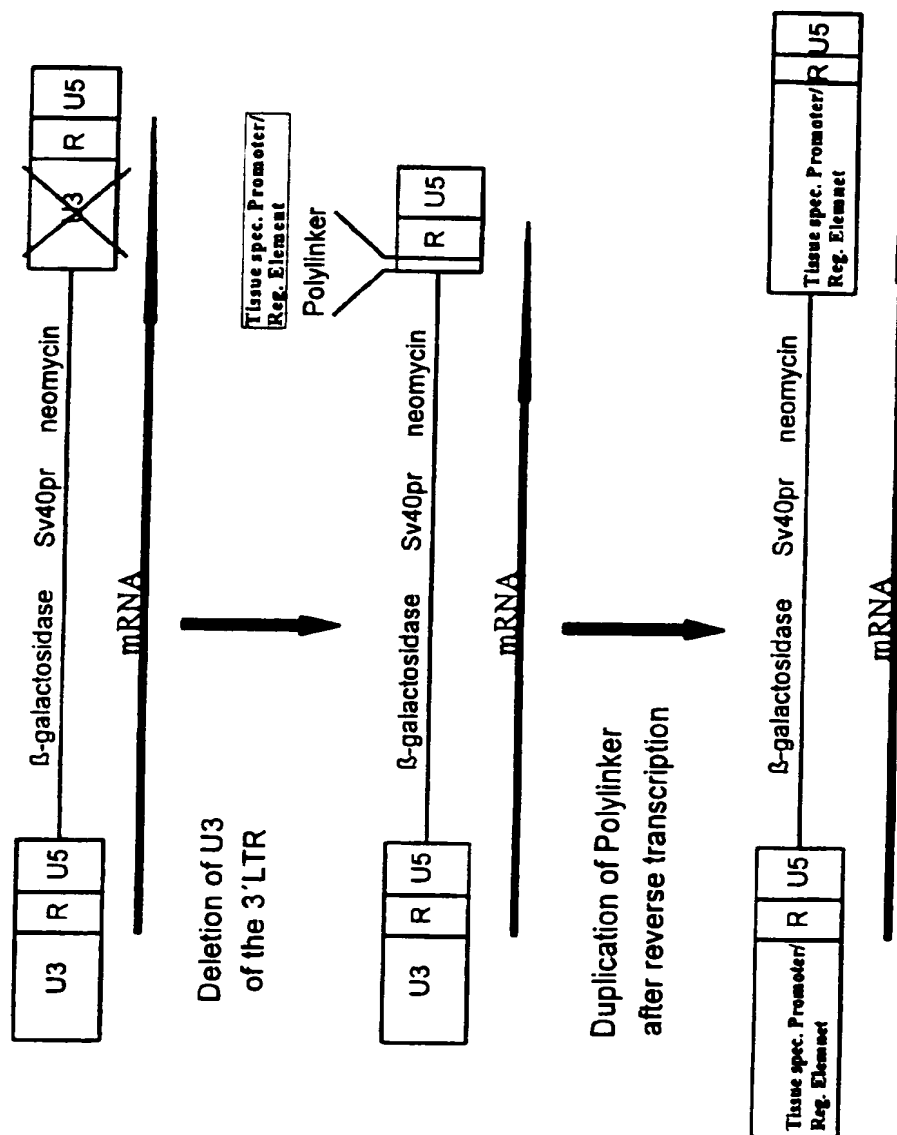 U3 R U5 ß-galactosidase Sv40pr neomycin U3 R U5
mRNA
Deletion of U3
of the 3´LTR
Tissue spec. Promoter/
Reg. Element
Polylinker
U3 R U5 ß-galactosidase Sv40pr neomycin R U5
mRNA
Duplication of Polylinker
after reverse transcription
Tissue spec. Promoter/
Reg. Elemnet
R U5 ß-galactosidase Sv40pr neomycin
Tissue spec. Promoter/
Reg. Elemnet
R U5
mRNA